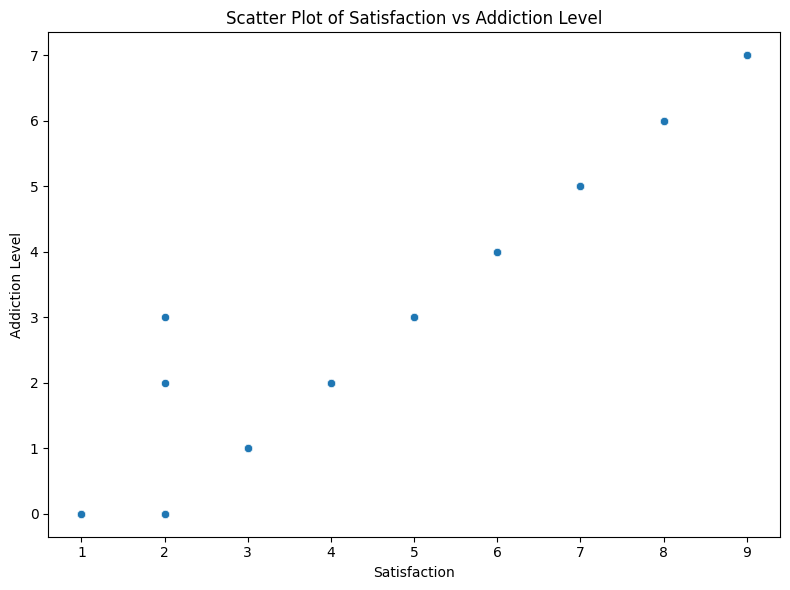 Scatter Plot of Satisfaction vs Addiction Level
7
6
5
4
3
2
1
0
Addiction Level
1 2 3 4 5 6 7 8 9
Satisfaction